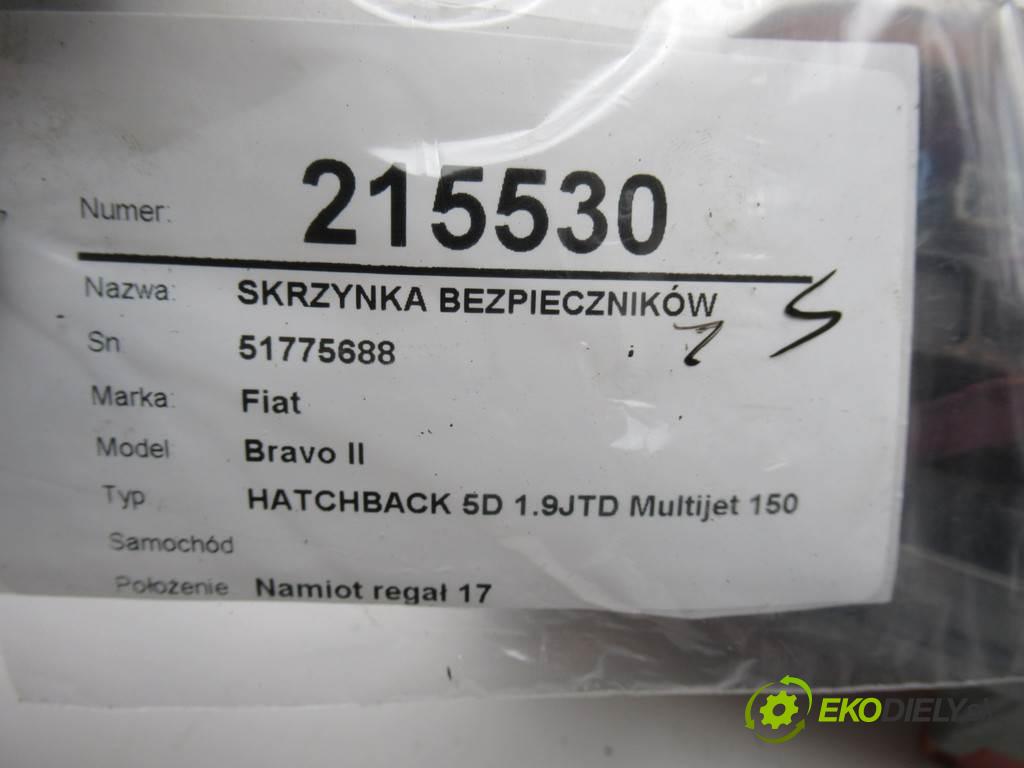 Numer: 215530
Nazwa: SKRZYNKA BEZPIECZNIKÓW
Sn 51775688
Marka: Fiat
Model Bravo II
Typ HATCHBACK 5D 1.9JTD Multijet 150
Samochód
Położenie Namiot regał 17
EKODIELY.sk